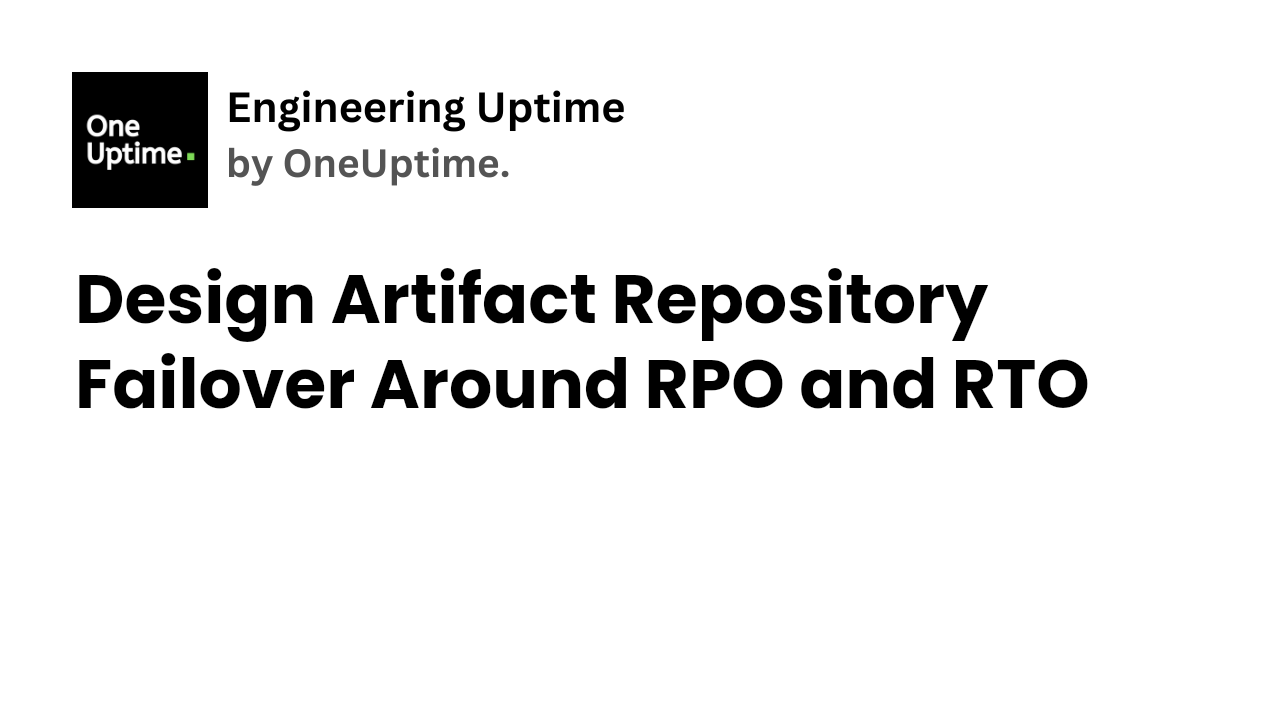 One
Uptime.
Engineering Uptime
by OneUptime.
Design Artifact Repository
Failover Around RPO and RTO